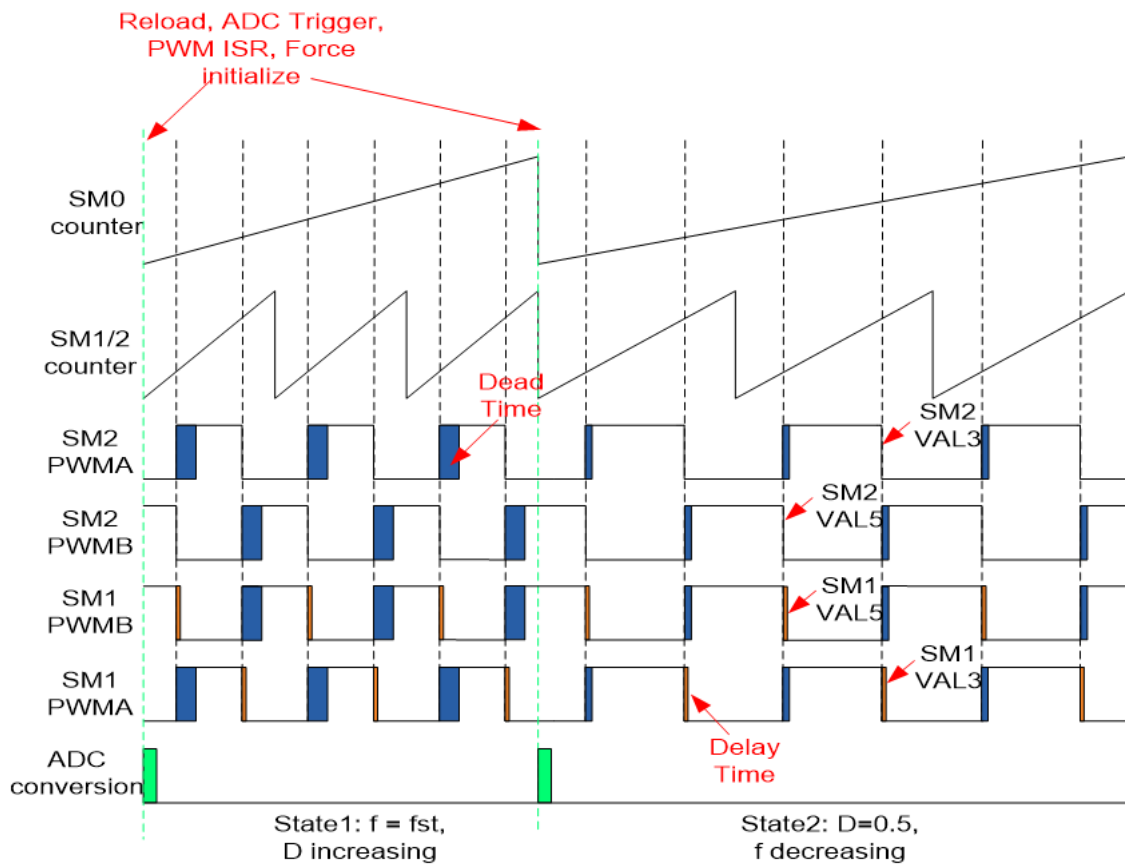 Reload, ADC Trigger,
PWM ISR, Force
initialize
SM0
counter
SM1/2
counter
Dead
Time
SM2
PWMA
SM2
VAL3
SM2
PWMB
SM2
VAL5
SM1
PWMB
SM1
VAL5
SM1
PWMA
SM1
VAL3
Delay
Time
ADC
conversion
State1: f = fst,
D increasing
State2: D=0.5,
f decreasing